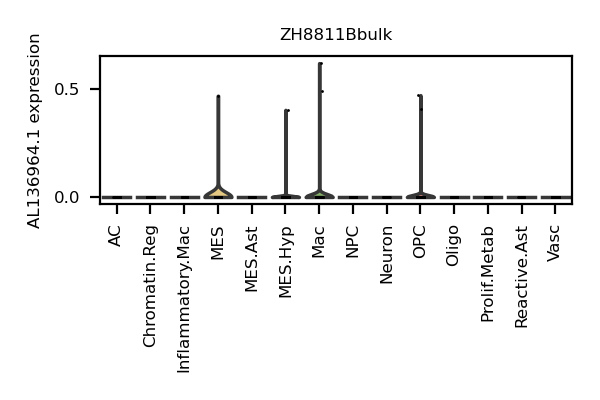 ZH8811Bbulk
AL136964.1 expression
0.5
0.0
AC
Chromatin.Reg
Inflammatory.Mac
MES
MES.Ast
MES.Hyp
Mac
NPC
Neuron
OPC
Oligo
Prolif.Metab
Reactive.Ast
Vasc